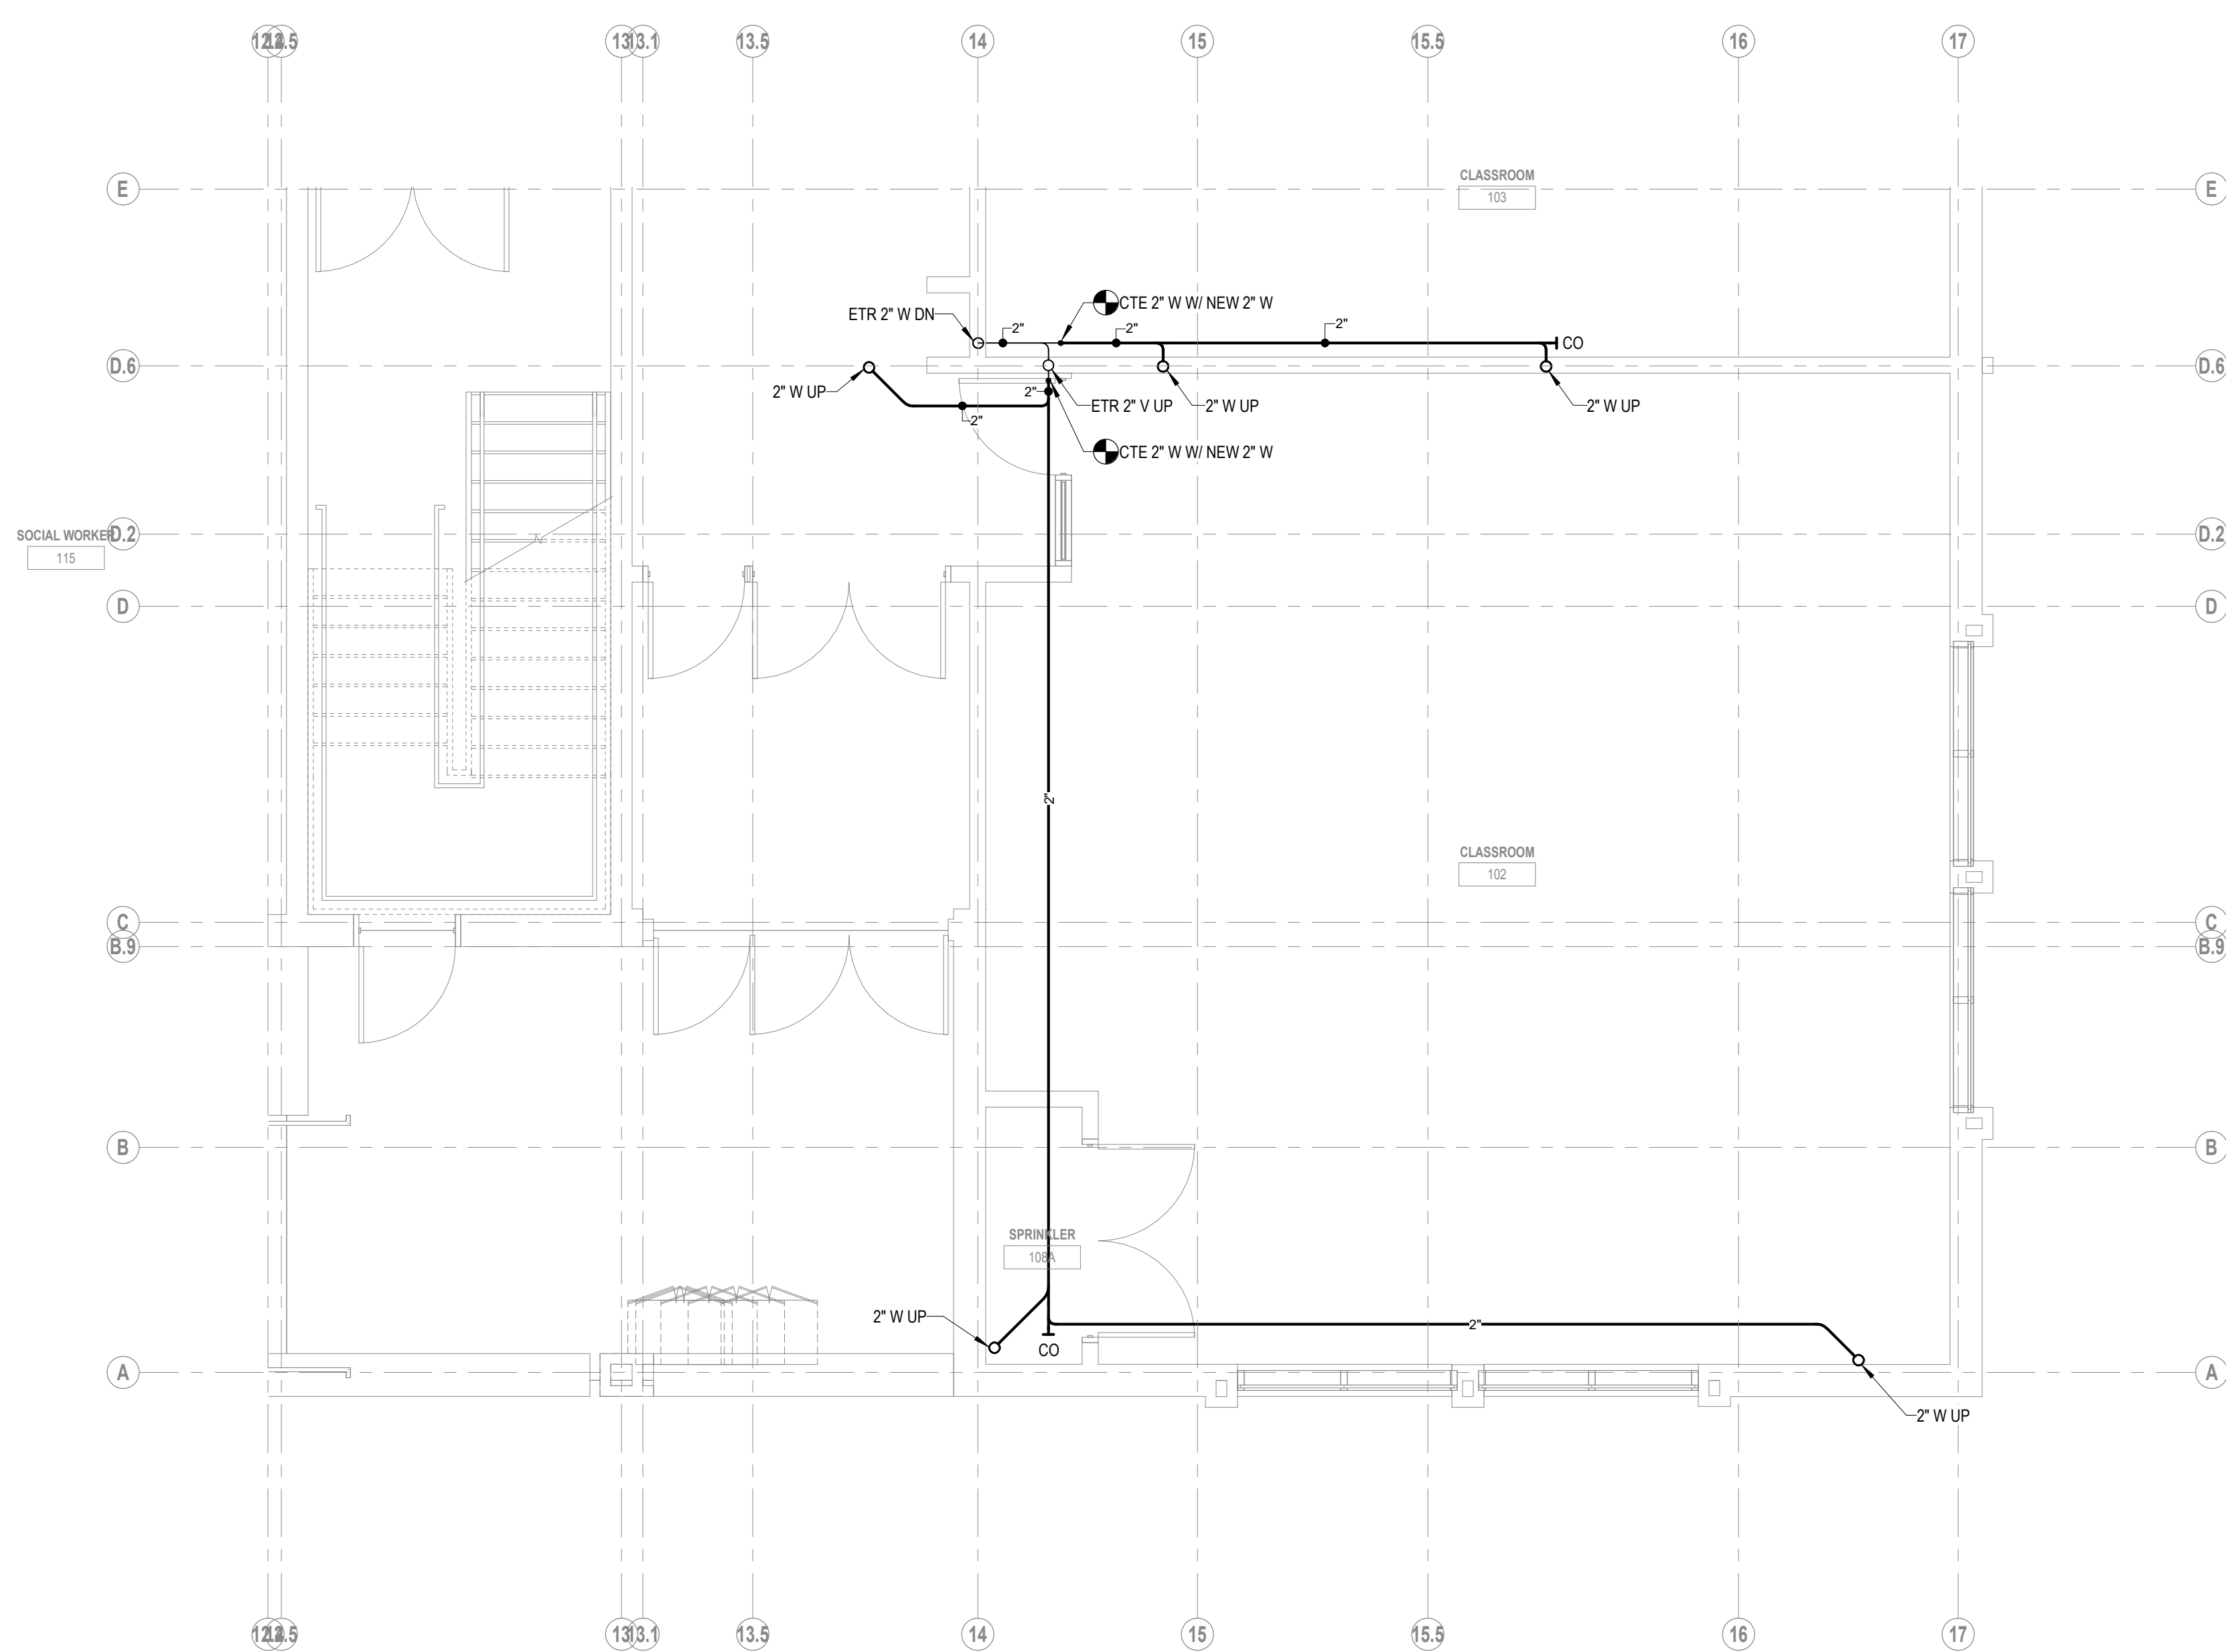 12.5
13
13.1
13.5
14
15
15.5
16
17
E
E
CLASSROOM
103
CTE 2" W W/ NEW 2" W
ETR 2" W DN
2"
2"
2"
CO
D.6
D.6
2" W UP
2"
2"
ETR 2" V UP
2" W UP
2" W UP
CTE 2" W W/ NEW 2" W
SOCIAL WORKER
115
D.2
D.2
D
D
2"
CLASSROOM
102
C
C
B.9
B.9
B
B
SPRINKLER
108A
2" W UP
2"
CO
A
A
2" W UP
12.5
13
13.1
13.5
14
15
15.5
16
17